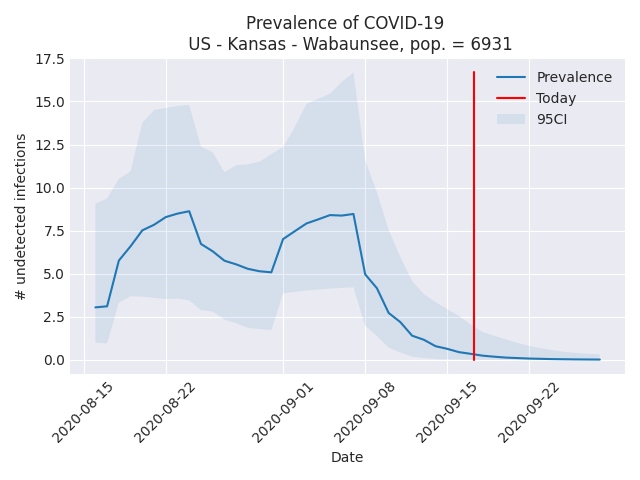 Prevalence of COVID-19
US - Kansas - Wabaunsee, pop. = 6931
17.5
15.0
12.5
10.0
7.5
5.0
2.5
0.0
# undetected infections
Prevalence
Today
95CI
2020-08-15
2020-08-22
2020-09-01
2020-09-08
2020-09-15
2020-09-22
Date